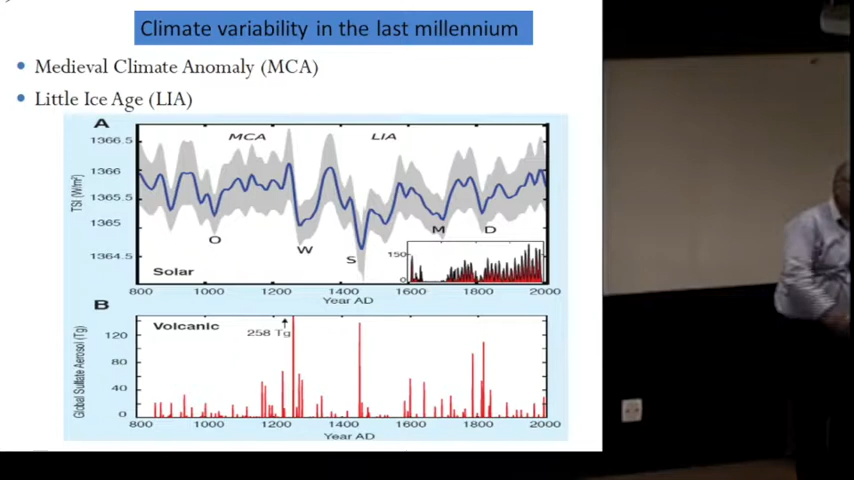 Climate variability in the last millennium
• Medieval Climate Anomaly (MCA)
• Little Ice Age (LIA)
A
MCA
LIA
1366.5
1366
1365.5
1365
1364.5
TSI (W/m²)
O
W
S
M
D
150
0
Solar
800
1000
1200
1400
1600
1800
2000
Year AD
B
Volcanic
258 Tg
120
80
40
0
Global Sulfate Aerosol (Tg)
800
1000
1200
1400
1600
1800
2000
Year AD